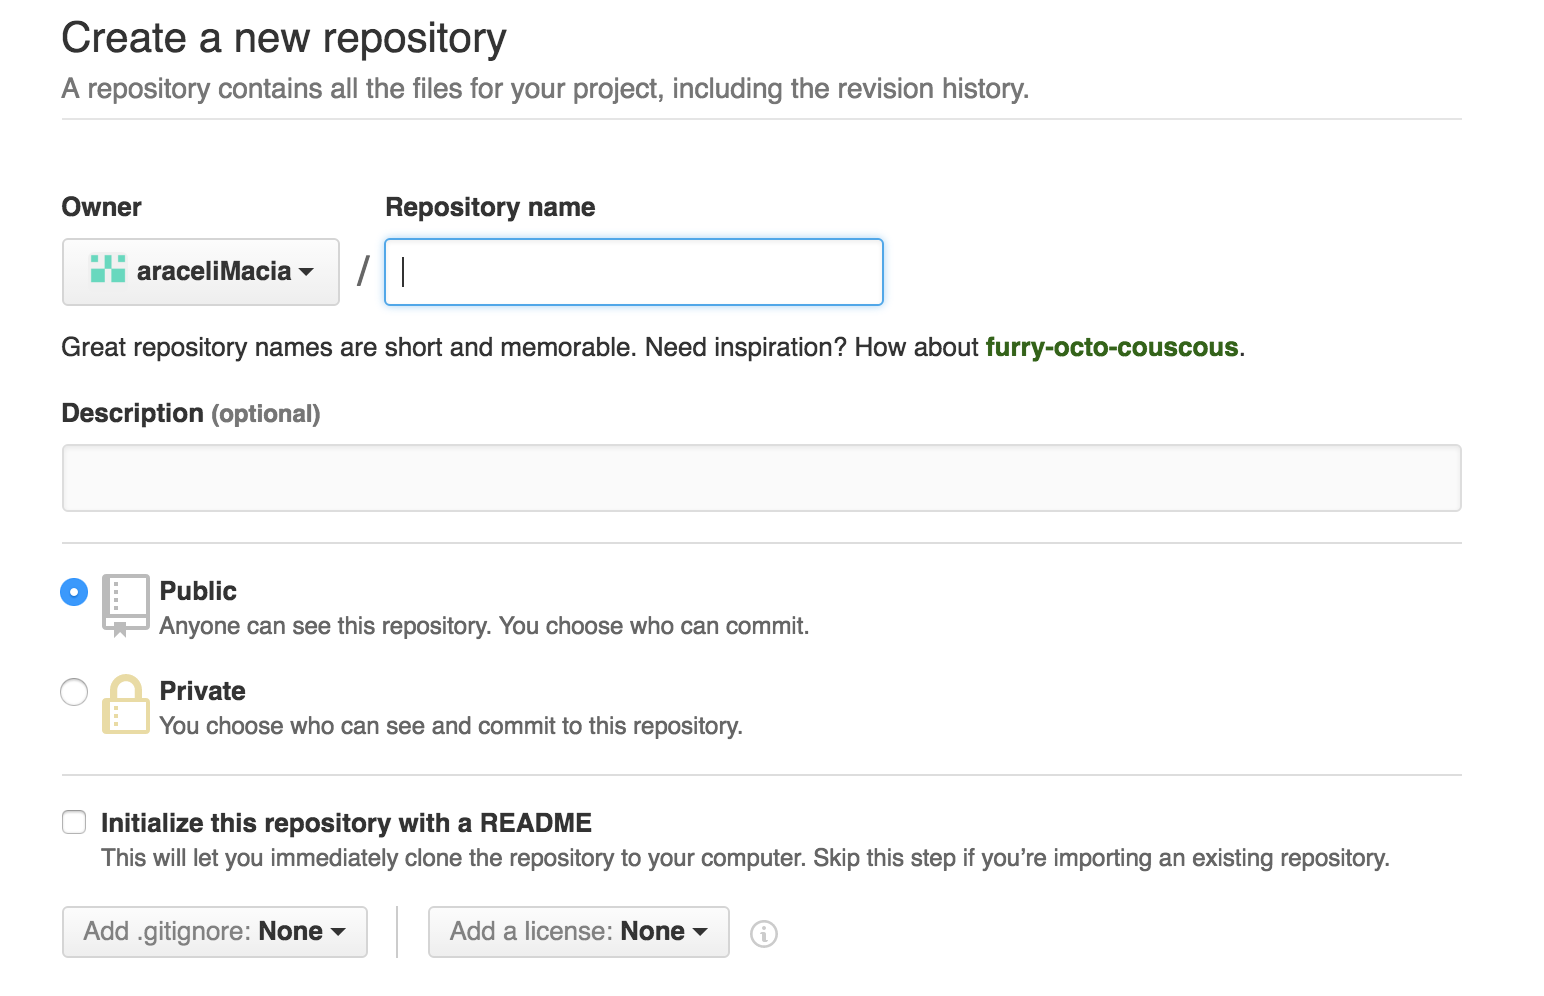 Create a new repository
A repository contains all the files for your project, including the revision history.
Owner
Repository name
araceliMacia
/
Great repository names are short and memorable. Need inspiration? How about furry-octo-couscous.
Description (optional)
Public
Anyone can see this repository. You choose who can commit.
Private
You choose who can see and commit to this repository.
Initialize this repository with a README
This will let you immediately clone the repository to your computer. Skip this step if you’re importing an existing repository.
Add .gitignore: None
Add a license: None